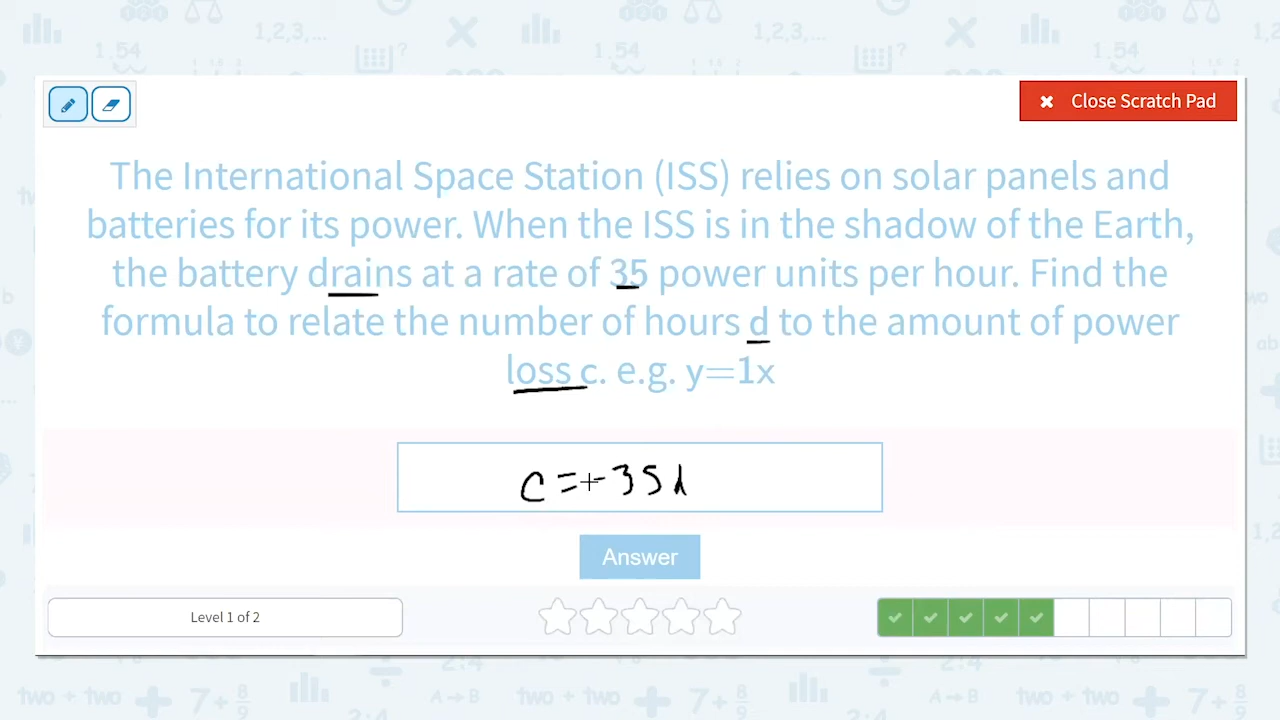 Close Scratch Pad
The International Space Station (ISS) relies on solar panels and
batteries for its power. When the ISS is in the shadow of the Earth,
the battery drains at a rate of 35 power units per hour. Find the
formula to relate the number of hours d to the amount of power
loss c. e.g. y=1x
c = -35d
Answer
Level 1 of 2